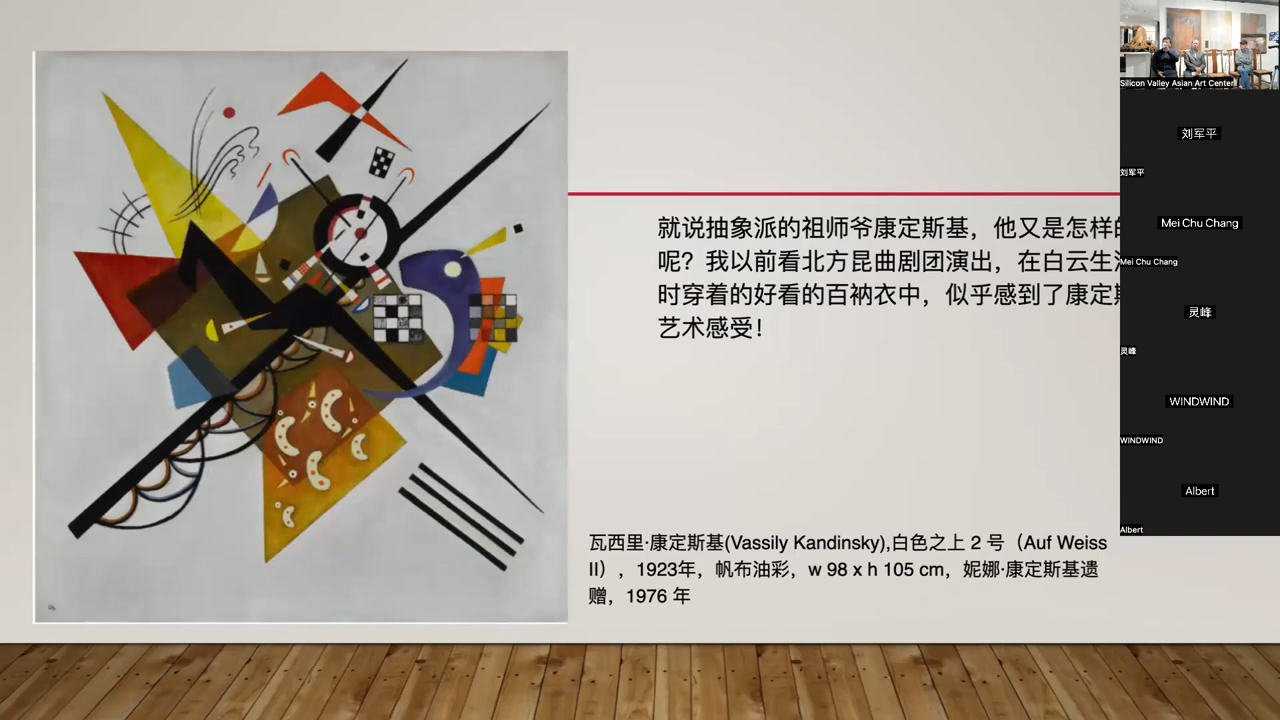 就说抽象派的祖师爷康定斯基，他又是怎样
呢？我以前看北方昆曲剧团演出，在白云生
时穿着的好看的百衲衣中，似乎感到了康定
艺术感受！
瓦西里·康定斯基(Vassily Kandinsky),白色之上 2 号（Auf Weiss
II），1923年，帆布油彩，w 98 x h 105 cm，妮娜·康定斯基遗
赠，1976 年
Silicon Valley Asian Art Center
刘军平
刘军平
Mei Chu Chang
Mei Chu Chang
灵峰
灵峰
WINDWIND
WINDWIND
Albert
Albert